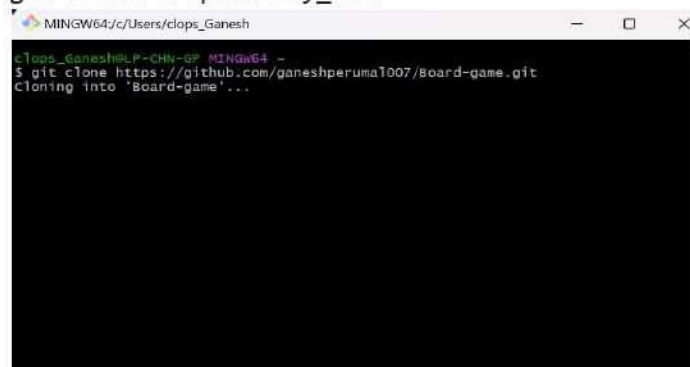 MINGW64:/c/Users/clops_Ganesh
clops_Ganesh@LP-CHN-GP MINGW64 ~
$ git clone https://github.com/ganeshperumal007/Board-game.git
Cloning into 'Board-game'...